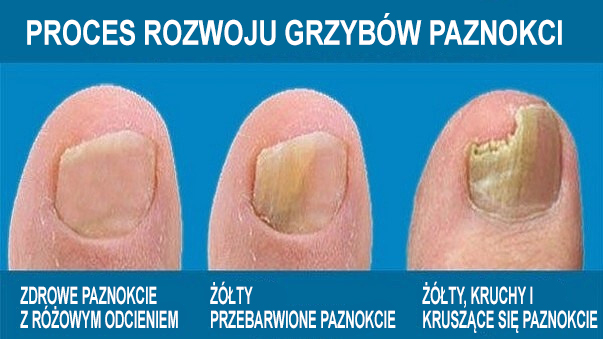 PROCES ROZWOJU GRZYBÓW PAZNOKCI
ZDROWE PAZNOKCIE
Z RÓŻOWYM ODCIENIEM
ŻÓŁTY
PRZEBARWIONE PAZNOKCIE
ŻÓŁTY, KRUCHY I
KRUSZĄCE SIĘ PAZNOKCIE